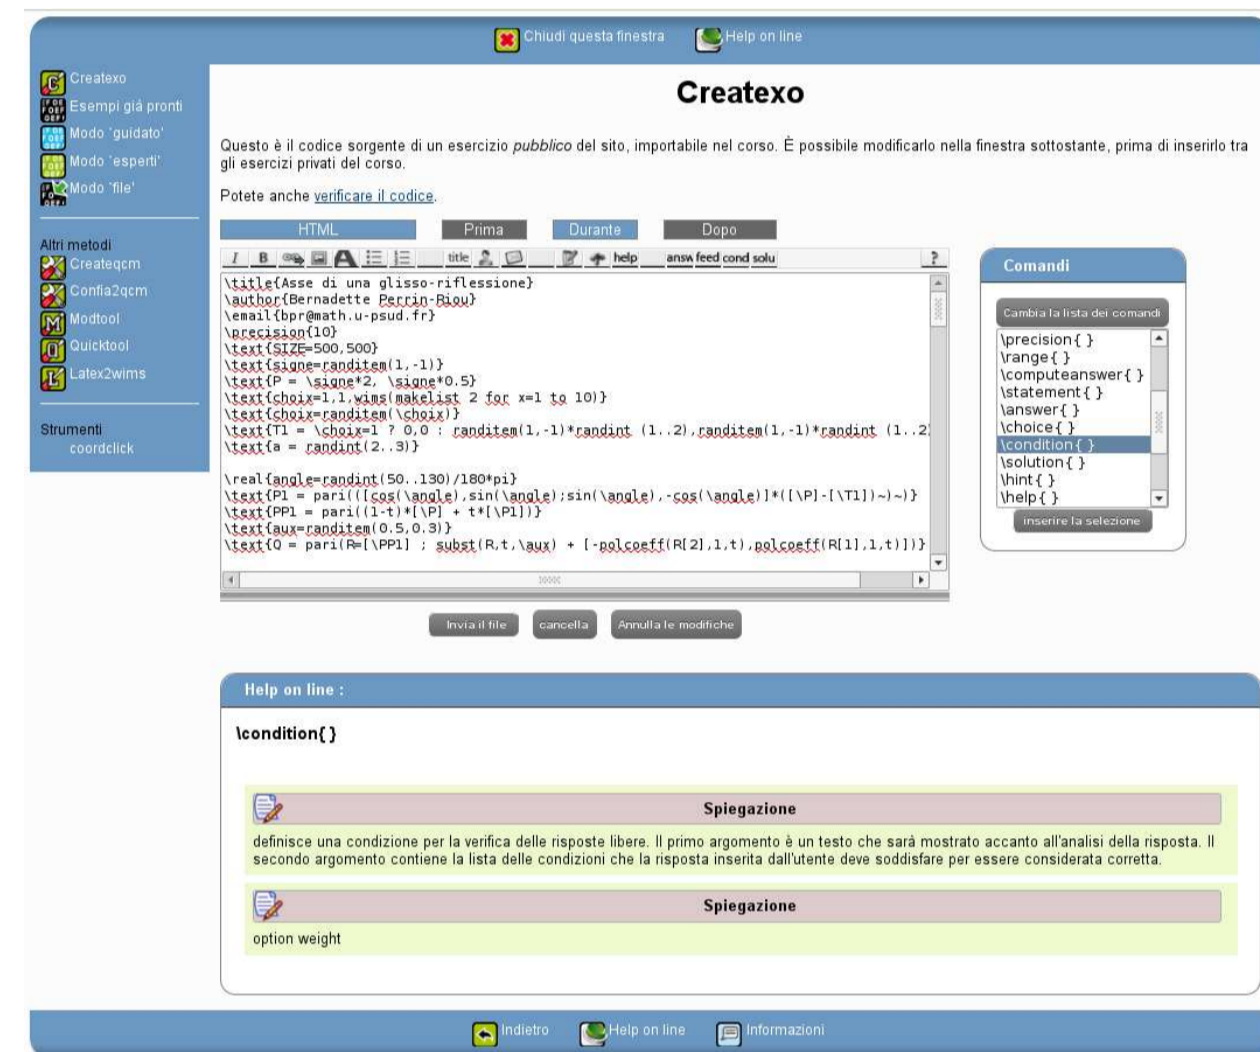 Chiudi questa finestra
Help on line
Createxo
Esempi già pronti
Modo `guidato'
Modo `esperti'
Modo `file'
Altri metodi
Createqcm
Confia2qcm
Modtool
Quicktool
Latex2wims
Strumenti
coordclick
Createxo
Questo è il codice sorgente di un esercizio pubblico del sito, importabile nel corso. È possibile modificarlo nella finestra sottostante, prima di inserirlo tra
gli esercizi privati del corso.
Potete anche verificare il codice.
HTML Prima Durante Dopo
I B title help answ feed cond solu ?
\title{Asse di una glisso-riflessione}
\author{Bernadette Perrin-Riou}
\email{bpr@math.u-psud.fr}
\precision{10}
\text{SIZE=500,500}
\text{signe=randitem(1,-1)}
\text{P = \signe*2, \signe*0.5}
\text{choix=1,1,wims(makelist 2 for x=1 to 10)}
\text{choix=randitem(\choix)}
\text{T1 = \choix=1 ? 0,0 : randitem(1,-1)*randint (1..2),randitem(1,-1)*randint (1..2
\text{a = randint(2..3)}
\real{angle=randint(50..130)/180*pi}
\text{P1 = pari(([cos(\angle),sin(\angle);sin(\angle),-cos(\angle)]*([\P]-[\T1])~)~)}
\text{PP1 = pari((1-t)*[\P] + t*[\P1])}
\text{aux=randitem(0.5,0.3)}
\text{Q = pari(R=[\PP1] ; subst(R,t,\aux) + [-polcoeff(R[2],1,t),polcoeff(R[1],1,t)])}
Comandi
Cambia la lista dei comandi
\precision{ }
\range{ }
\computeanswer{ }
\statement{ }
\answer{ }
\choice{ }
\condition{ }
\solution{ }
\hint{ }
\help{ }
inserire la selezione
Invia il file
cancella
Annulla le modifiche
Help on line :
\condition{ }
Spiegazione
definisce una condizione per la verifica delle risposte libere. Il primo argomento è un testo che sarà mostrato accanto all'analisi della risposta. Il
secondo argomento contiene la lista delle condizioni che la risposta inserita dall'utente deve soddisfare per essere considerata corretta.
Spiegazione
option weight
Indietro
Help on line
Informazioni